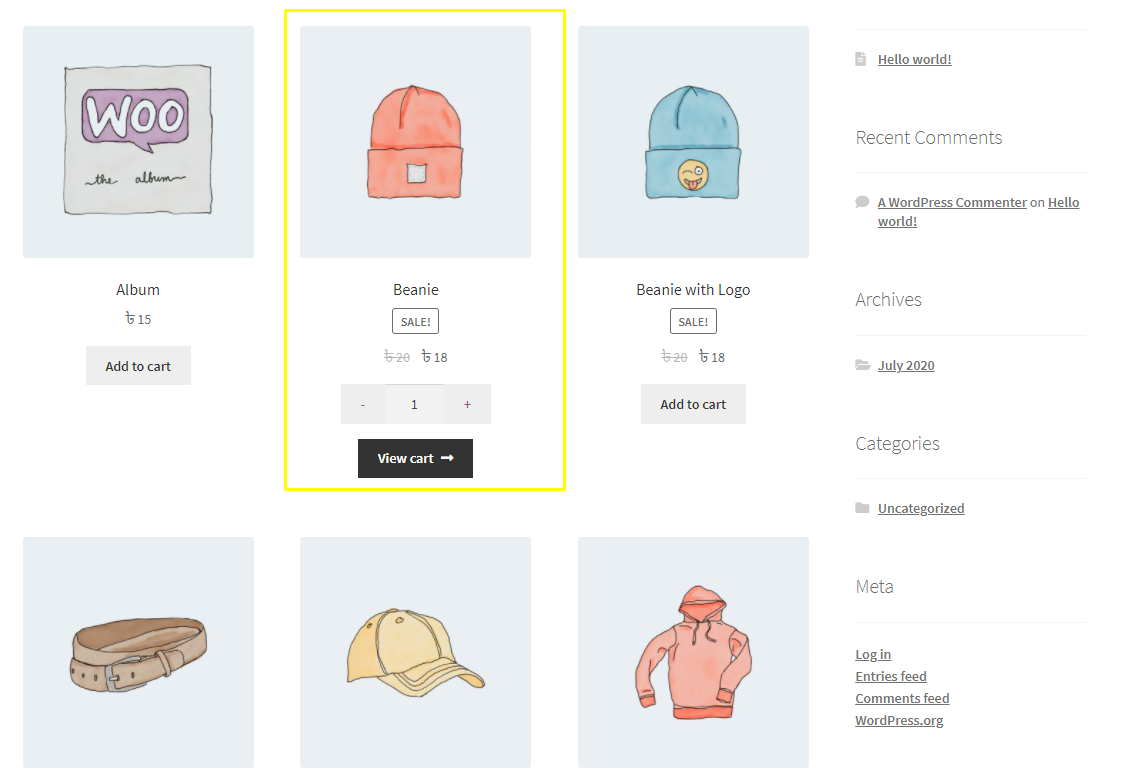 WOO
the album
Album
৳ 15
Add to cart
Beanie
SALE!
৳ 20 ৳ 18
- 1 +
View cart ➞
Beanie with Logo
SALE!
৳ 20 ৳ 18
Add to cart
Hello world!
Recent Comments
A WordPress Commenter on Hello
world!
Archives
July 2020
Categories
Uncategorized
Meta
Log in
Entries feed
Comments feed
WordPress.org